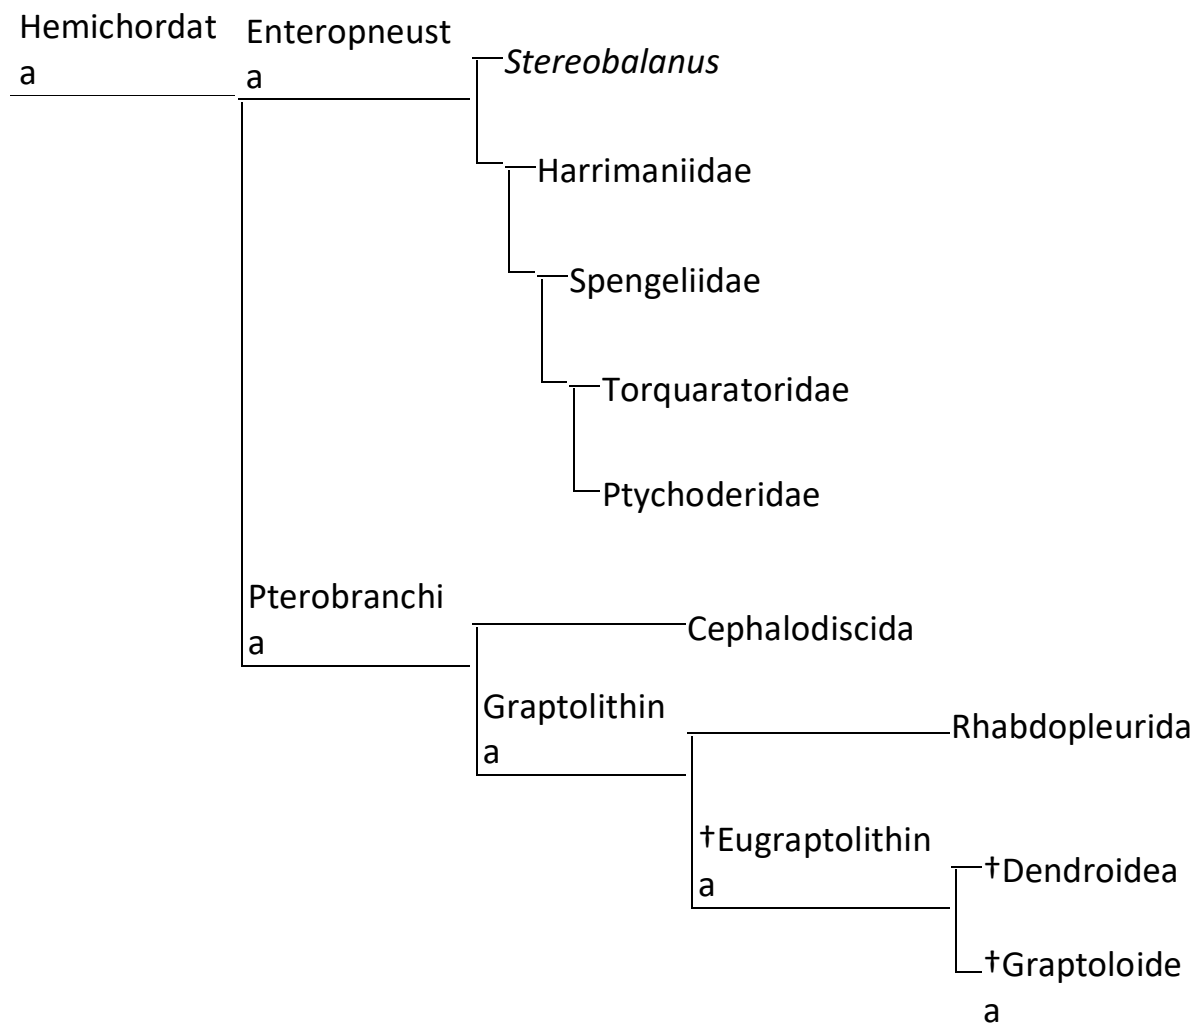 Hemichordat
a
Enteropneust
a
Stereobalanus
Harrimaniidae
Spengeliidae
Torquaratoridae
Ptychoderidae
Pterobranchi
a
Cephalodiscida
Graptolithin
a
Rhabdopleurida
†Eugraptolithin
a
†Dendroidea
†Graptoloide
a